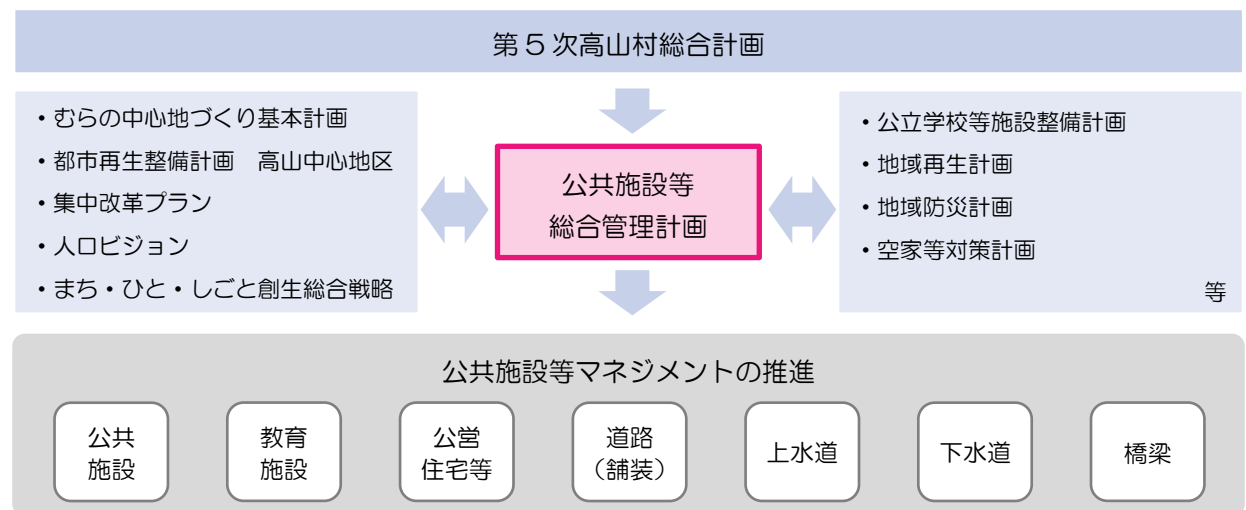 第5次高山村総合計画
・むらの中心地づくり基本計画
・都市再生整備計画　高山中心地区
・集中改革プラン
・人口ビジョン
・まち・ひと・しごと創生総合戦略
公共施設等
総合管理計画
・公立学校等施設整備計画
・地域再生計画
・地域防災計画
・空家等対策計画
等
公共施設等マネジメントの推進
公共
施設
教育
施設
公営
住宅等
道路
（舗装）
上水道
下水道
橋梁